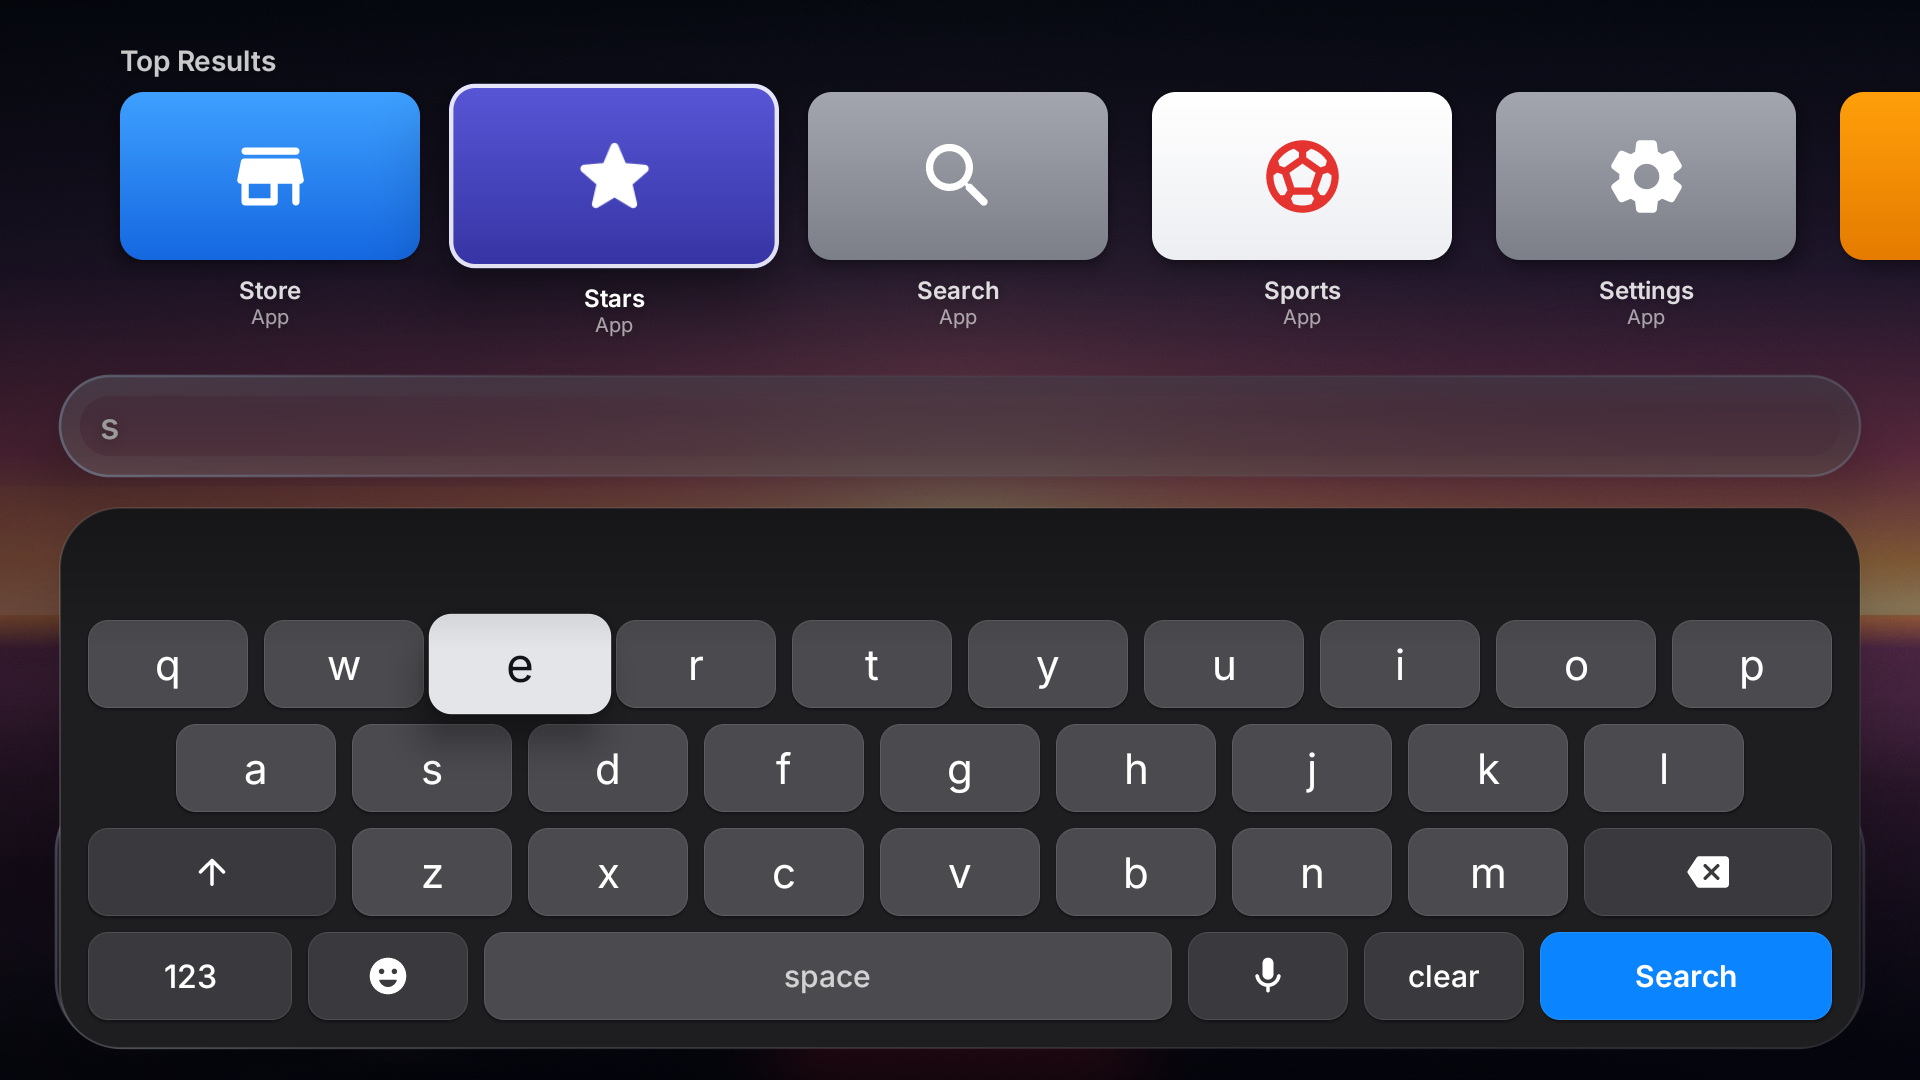 Top Results
Store
App
Stars
App
Search
App
Sports
App
Settings
App
s
q w e r t y u i o p
a s d f g h j k l
z x c v b n m
123 space clear Search